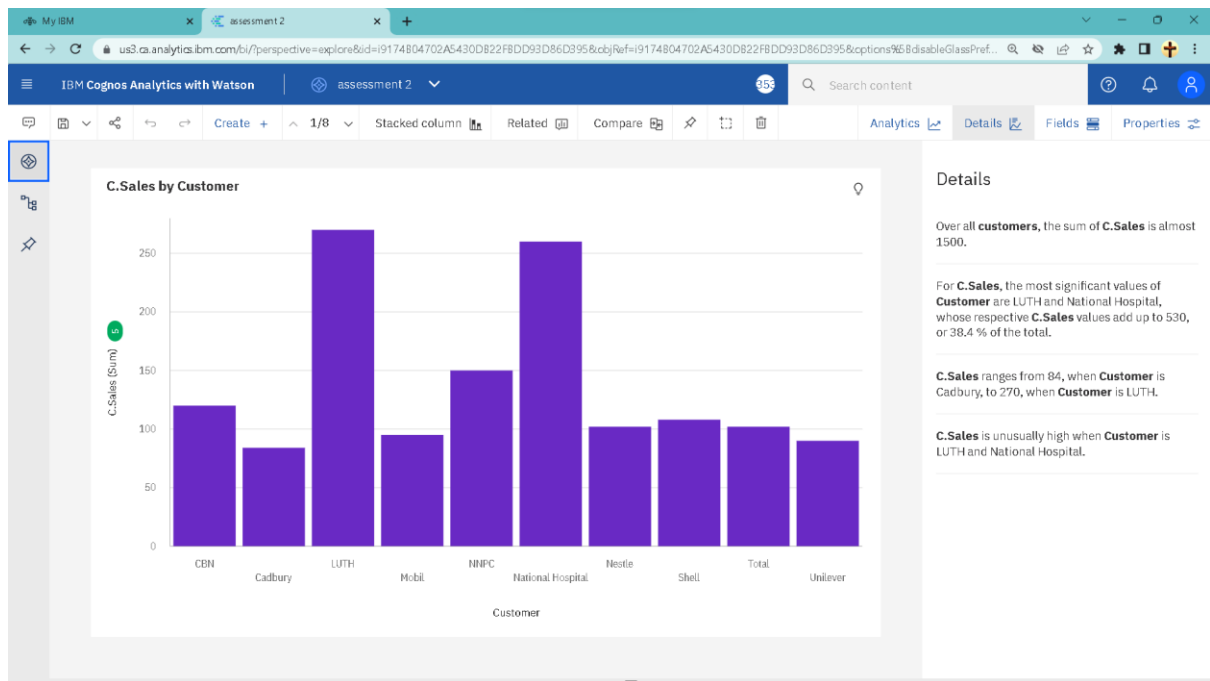 My IBM
assessment 2
us3.ca.analytics.ibm.com/bi/?perspective=explore&id=i9174B04702A5430DB22FBDD93D86D395&objRef=i9174B04702A5430DB22FBDD93D86D395&options%5BdisableGlassPref...
IBM Cognos Analytics with Watson
assessment 2
353
Search content
Create +
1/8
Stacked column
Related
Compare
Analytics
Details
Fields
Properties
C.Sales by Customer
250
200
150
100
50
0
C.Sales (Sum)
5
CBN
Cadbury
LUTH
Mobil
NNPC
National Hospital
Nestle
Shell
Total
Unilever
Customer
Details
Over all customers, the sum of C.Sales is almost
1500.
For C.Sales, the most significant values of
Customer are LUTH and National Hospital,
whose respective C.Sales values add up to 530,
or 38.4 % of the total.
C.Sales ranges from 84, when Customer is
Cadbury, to 270, when Customer is LUTH.
C.Sales is unusually high when Customer is
LUTH and National Hospital.